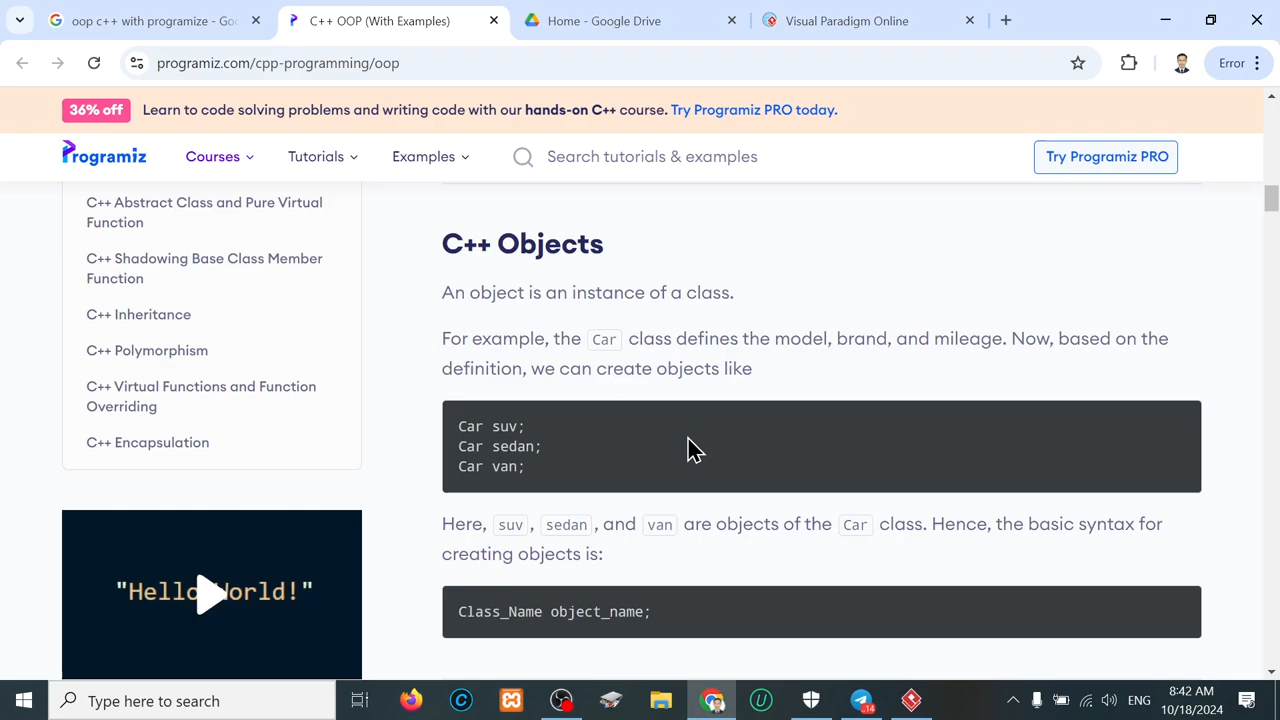 oop c++ with programize - Goo
C++ OOP (With Examples)
Home - Google Drive
Visual Paradigm Online
programiz.com/cpp-programming/oop
Error
36% off
Learn to code solving problems and writing code with our hands-on C++ course. Try Programiz PRO today.
Programiz
Courses
Tutorials
Examples
Search tutorials & examples
Try Programiz PRO
C++ Abstract Class and Pure Virtual
Function
C++ Shadowing Base Class Member
Function
C++ Inheritance
C++ Polymorphism
C++ Virtual Functions and Function
Overriding
C++ Encapsulation
"Hello World!"
C++ Objects
An object is an instance of a class.
For example, the Car class defines the model, brand, and mileage. Now, based on the
definition, we can create objects like
Car suv;
Car sedan;
Car van;
Here, suv, sedan, and van are objects of the Car class. Hence, the basic syntax for
creating objects is:
Class_Name object_name;
Type here to search
14
ENG
8:42 AM
10/18/2024